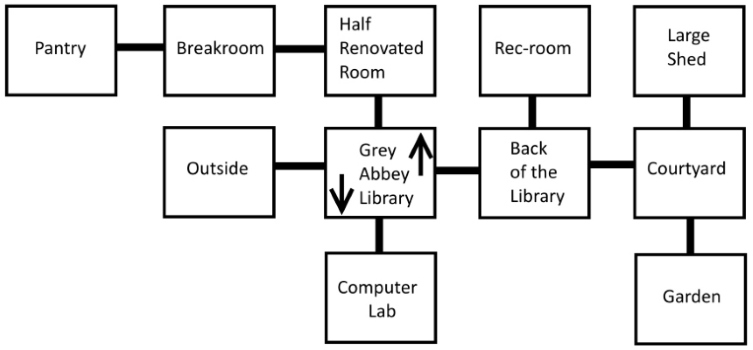 Pantry
Breakroom
Half
Renovated
Room
Rec-room
Large
Shed
Outside
Grey
Abbey
Library
Back
of the
Library
Courtyard
Computer
Lab
Garden